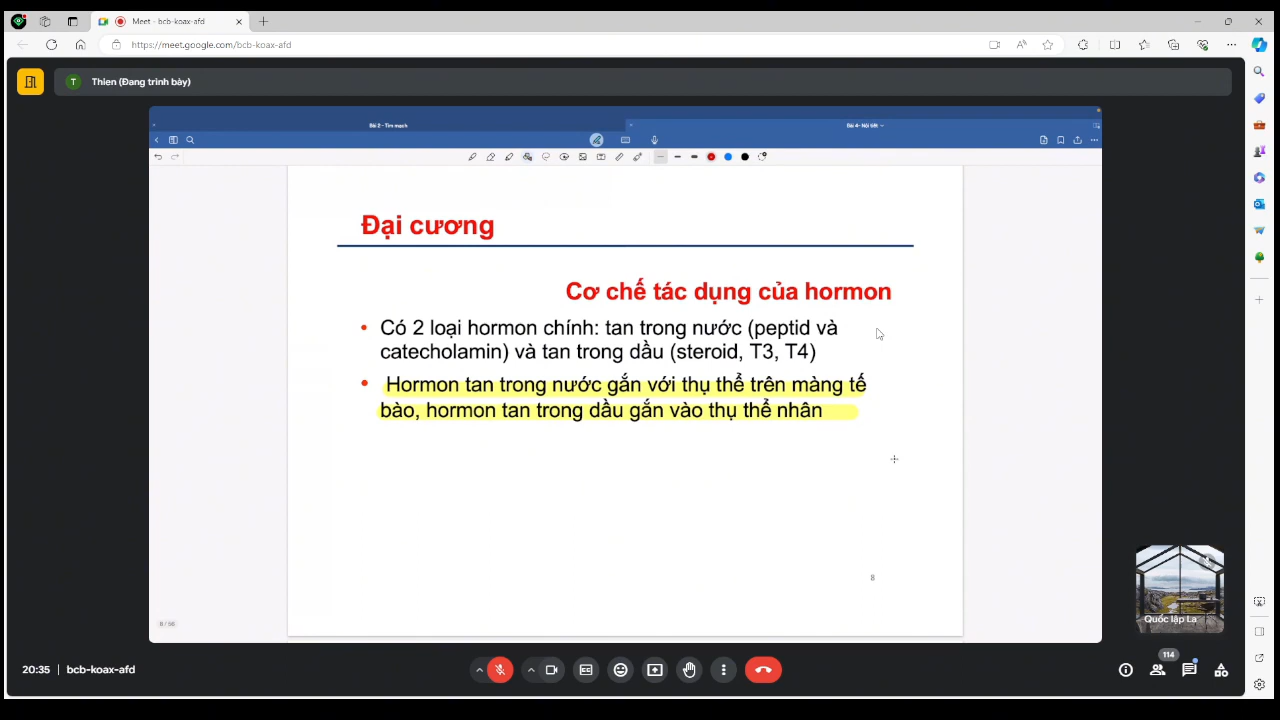 Meet - bcb-koax-afd
https://meet.google.com/bcb-koax-afd
T Thien (Đang trình bày)
Bài 2 - Tim mạch
Bài 4- Nội tiết
Đại cương
Cơ chế tác dụng của hormon
• Có 2 loại hormon chính: tan trong nước (peptid và
catecholamin) và tan trong dầu (steroid, T3, T4)
• Hormon tan trong nước gắn với thụ thể trên màng tế
bào, hormon tan trong dầu gắn vào thụ thể nhân
8
8 / 56
Quốc lập La
20:35 | bcb-koax-afd
114